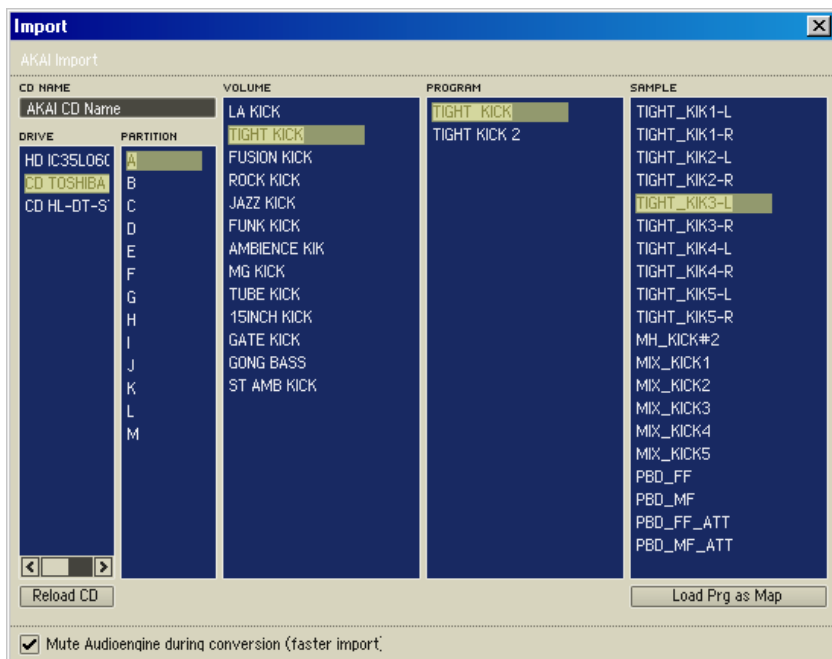 Import
AKAI Import
CD NAME
AKAI CD Name
DRIVE
HD IC35L060
CD TOSHIBA
CD HL-DT-S
PARTITION
A
B
C
D
E
F
G
H
I
J
K
L
M
VOLUME
LA KICK
TIGHT KICK
FUSION KICK
ROCK KICK
JAZZ KICK
FUNK KICK
AMBIENCE KIK
MG KICK
TUBE KICK
15INCH KICK
GATE KICK
GONG BASS
ST AMB KICK
PROGRAM
TIGHT  KICK
TIGHT KICK 2
SAMPLE
TIGHT_KIK1-L
TIGHT_KIK1-R
TIGHT_KIK2-L
TIGHT_KIK2-R
TIGHT_KIK3-L
TIGHT_KIK3-R
TIGHT_KIK4-L
TIGHT_KIK4-R
TIGHT_KIK5-L
TIGHT_KIK5-R
MH_KICK#2
MIX_KICK1
MIX_KICK2
MIX_KICK3
MIX_KICK4
MIX_KICK5
PBD_FF
PBD_MF
PBD_FF_ATT
PBD_MF_ATT
Reload CD
Load Prg as Map
Mute Audioengine during conversion (faster import)